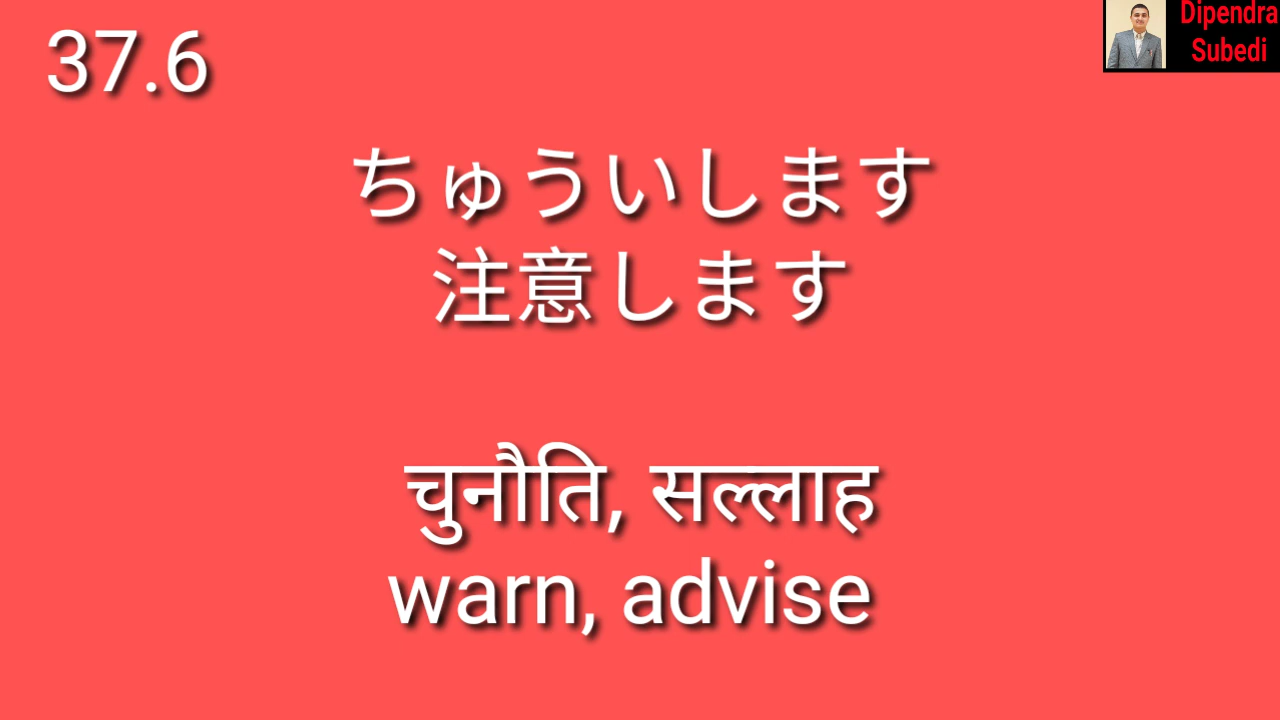 37.6
Dipendra
Subedi
ちゅういします
注意します
चुनौति, सल्लाह
warn, advise